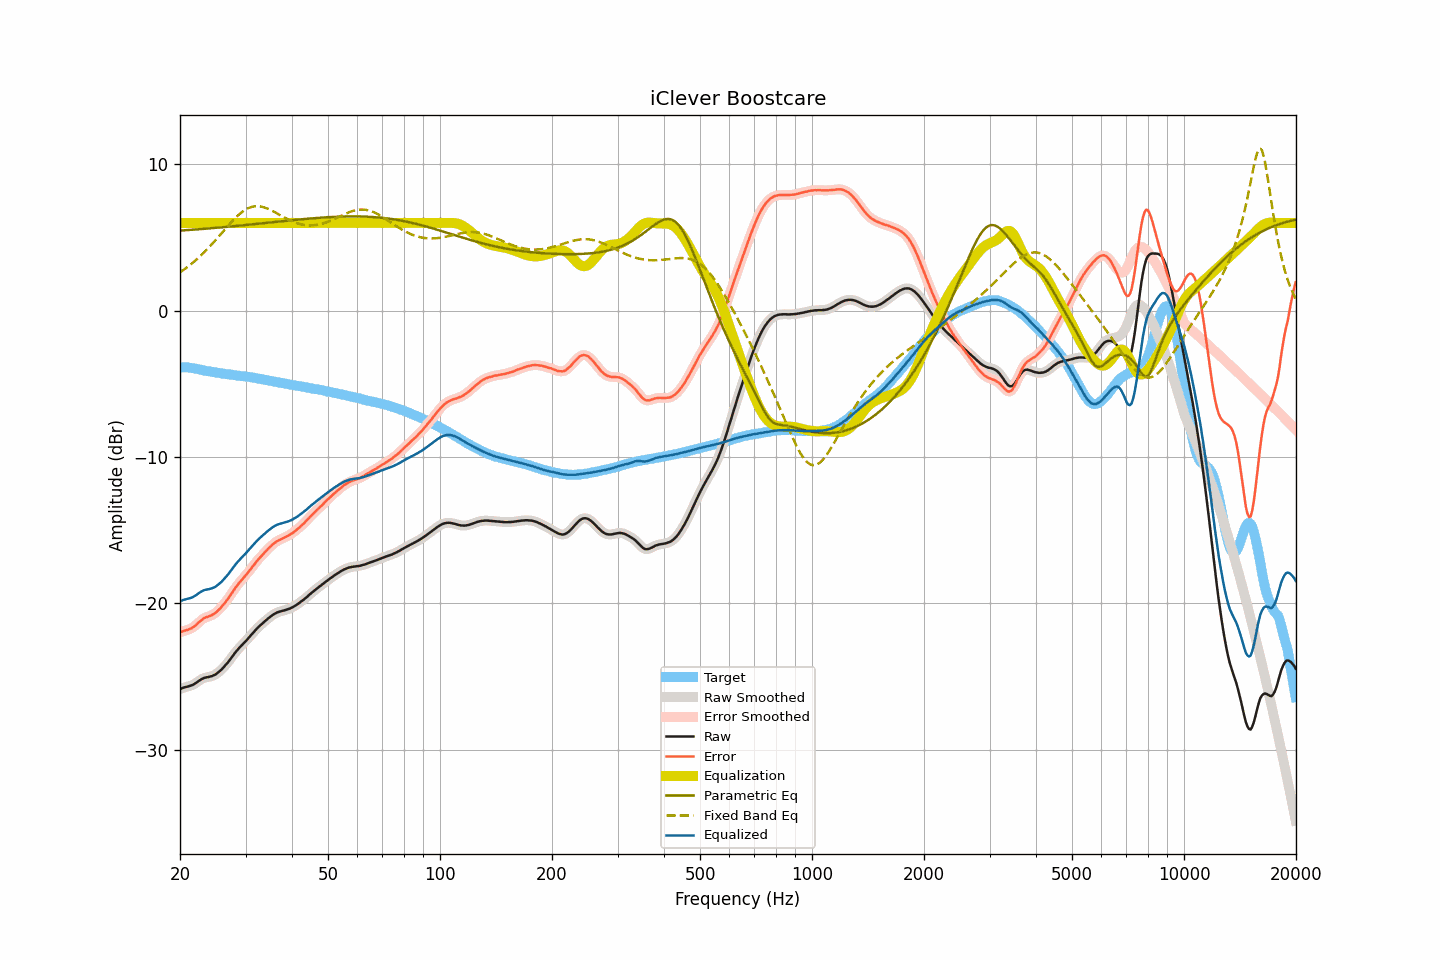 iClever Boostcare
10
0
−10
−20
−30
Amplitude (dBr)
Target
Raw Smoothed
Error Smoothed
Raw
Error
Equalization
Parametric Eq
Fixed Band Eq
Equalized
20 50 100 200 500 1000 2000 5000 10000 20000
Frequency (Hz)